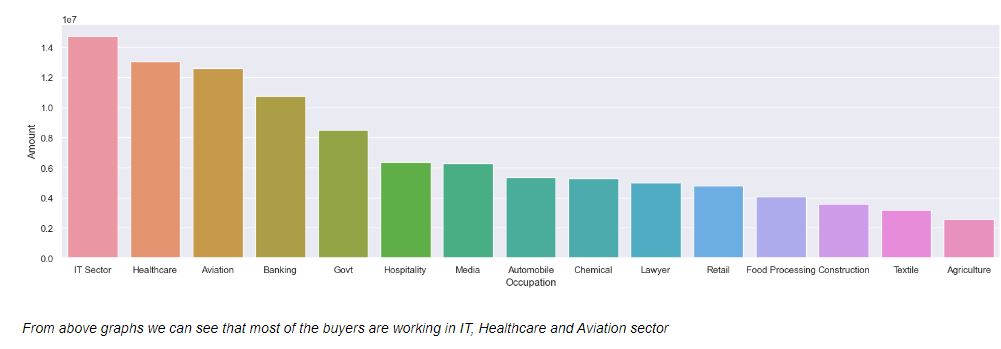 1e7
1.4
1.2
1.0
0.8
0.6
0.4
0.2
0.0
Amount
IT Sector Healthcare Aviation Banking Govt Hospitality Media Automobile Chemical Lawyer Retail Food Processing Construction Textile Agriculture
Occupation
From above graphs we can see that most of the buyers are working in IT, Healthcare and Aviation sector